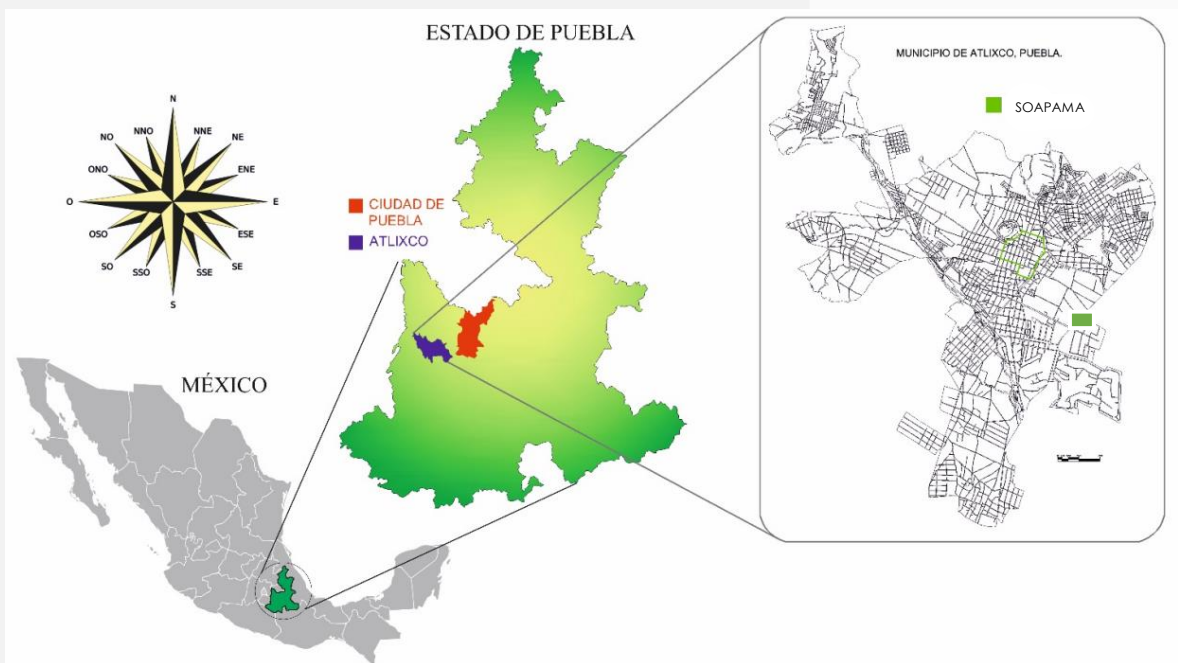 ESTADO DE PUEBLA
MUNICIPIO DE ATLIXCO, PUEBLA.
SOAPAMA
N
NNO
NNE
NO
NE
ONO
ENE
O
E
OSO
ESE
SO
SE
SSO
SSE
S
CIUDAD DE
PUEBLA
ATLIXCO
MÉXICO